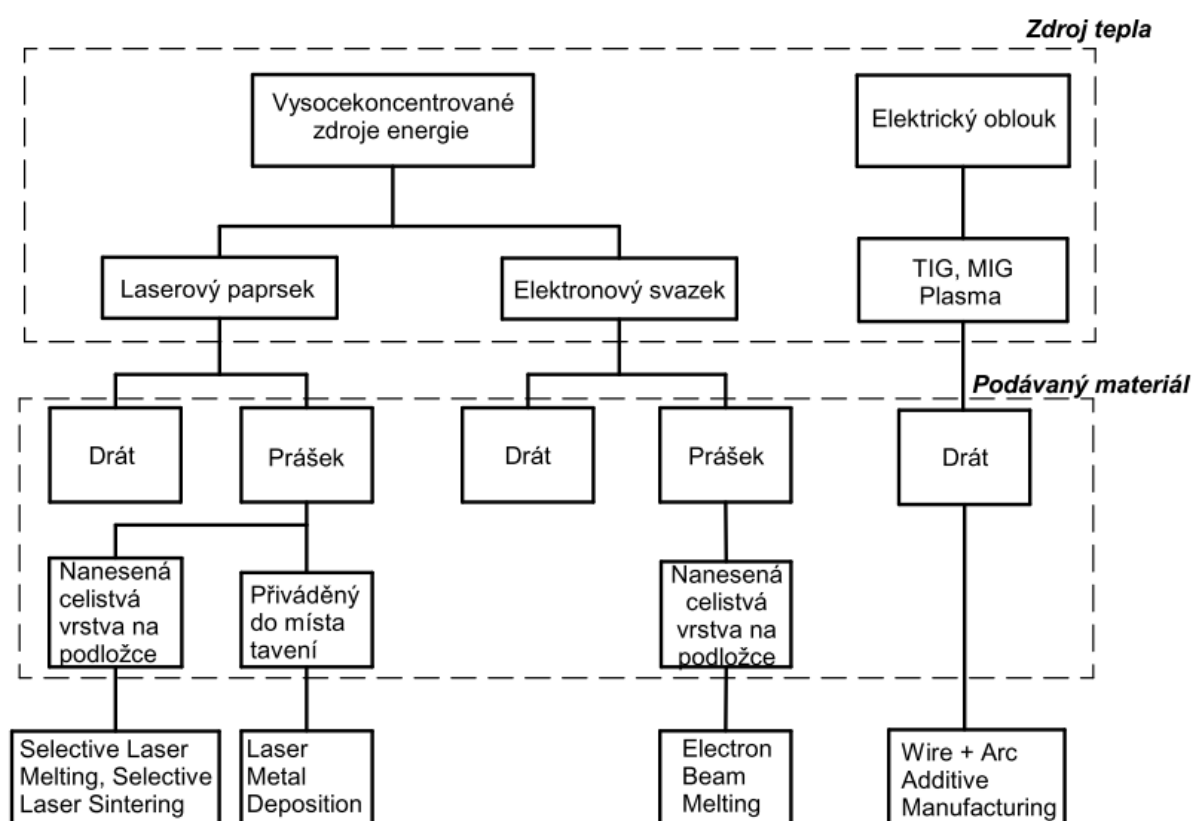 Zdroj tepla
Vysocekoncentrované
zdroje energie
Elektrický oblouk
Laserový paprsek
Elektronový svazek
TIG, MIG
Plasma
Podávaný materiál
Drát
Prášek
Drát
Prášek
Drát
Nanesená
celistvá
vrstva na
podložce
Přiváděný
do místa
tavení
Nanesená
celistvá
vrstva na
podložce
Selective Laser
Melting, Selective
Laser Sintering
Laser
Metal
Deposition
Electron
Beam
Melting
Wire + Arc
Additive
Manufacturing